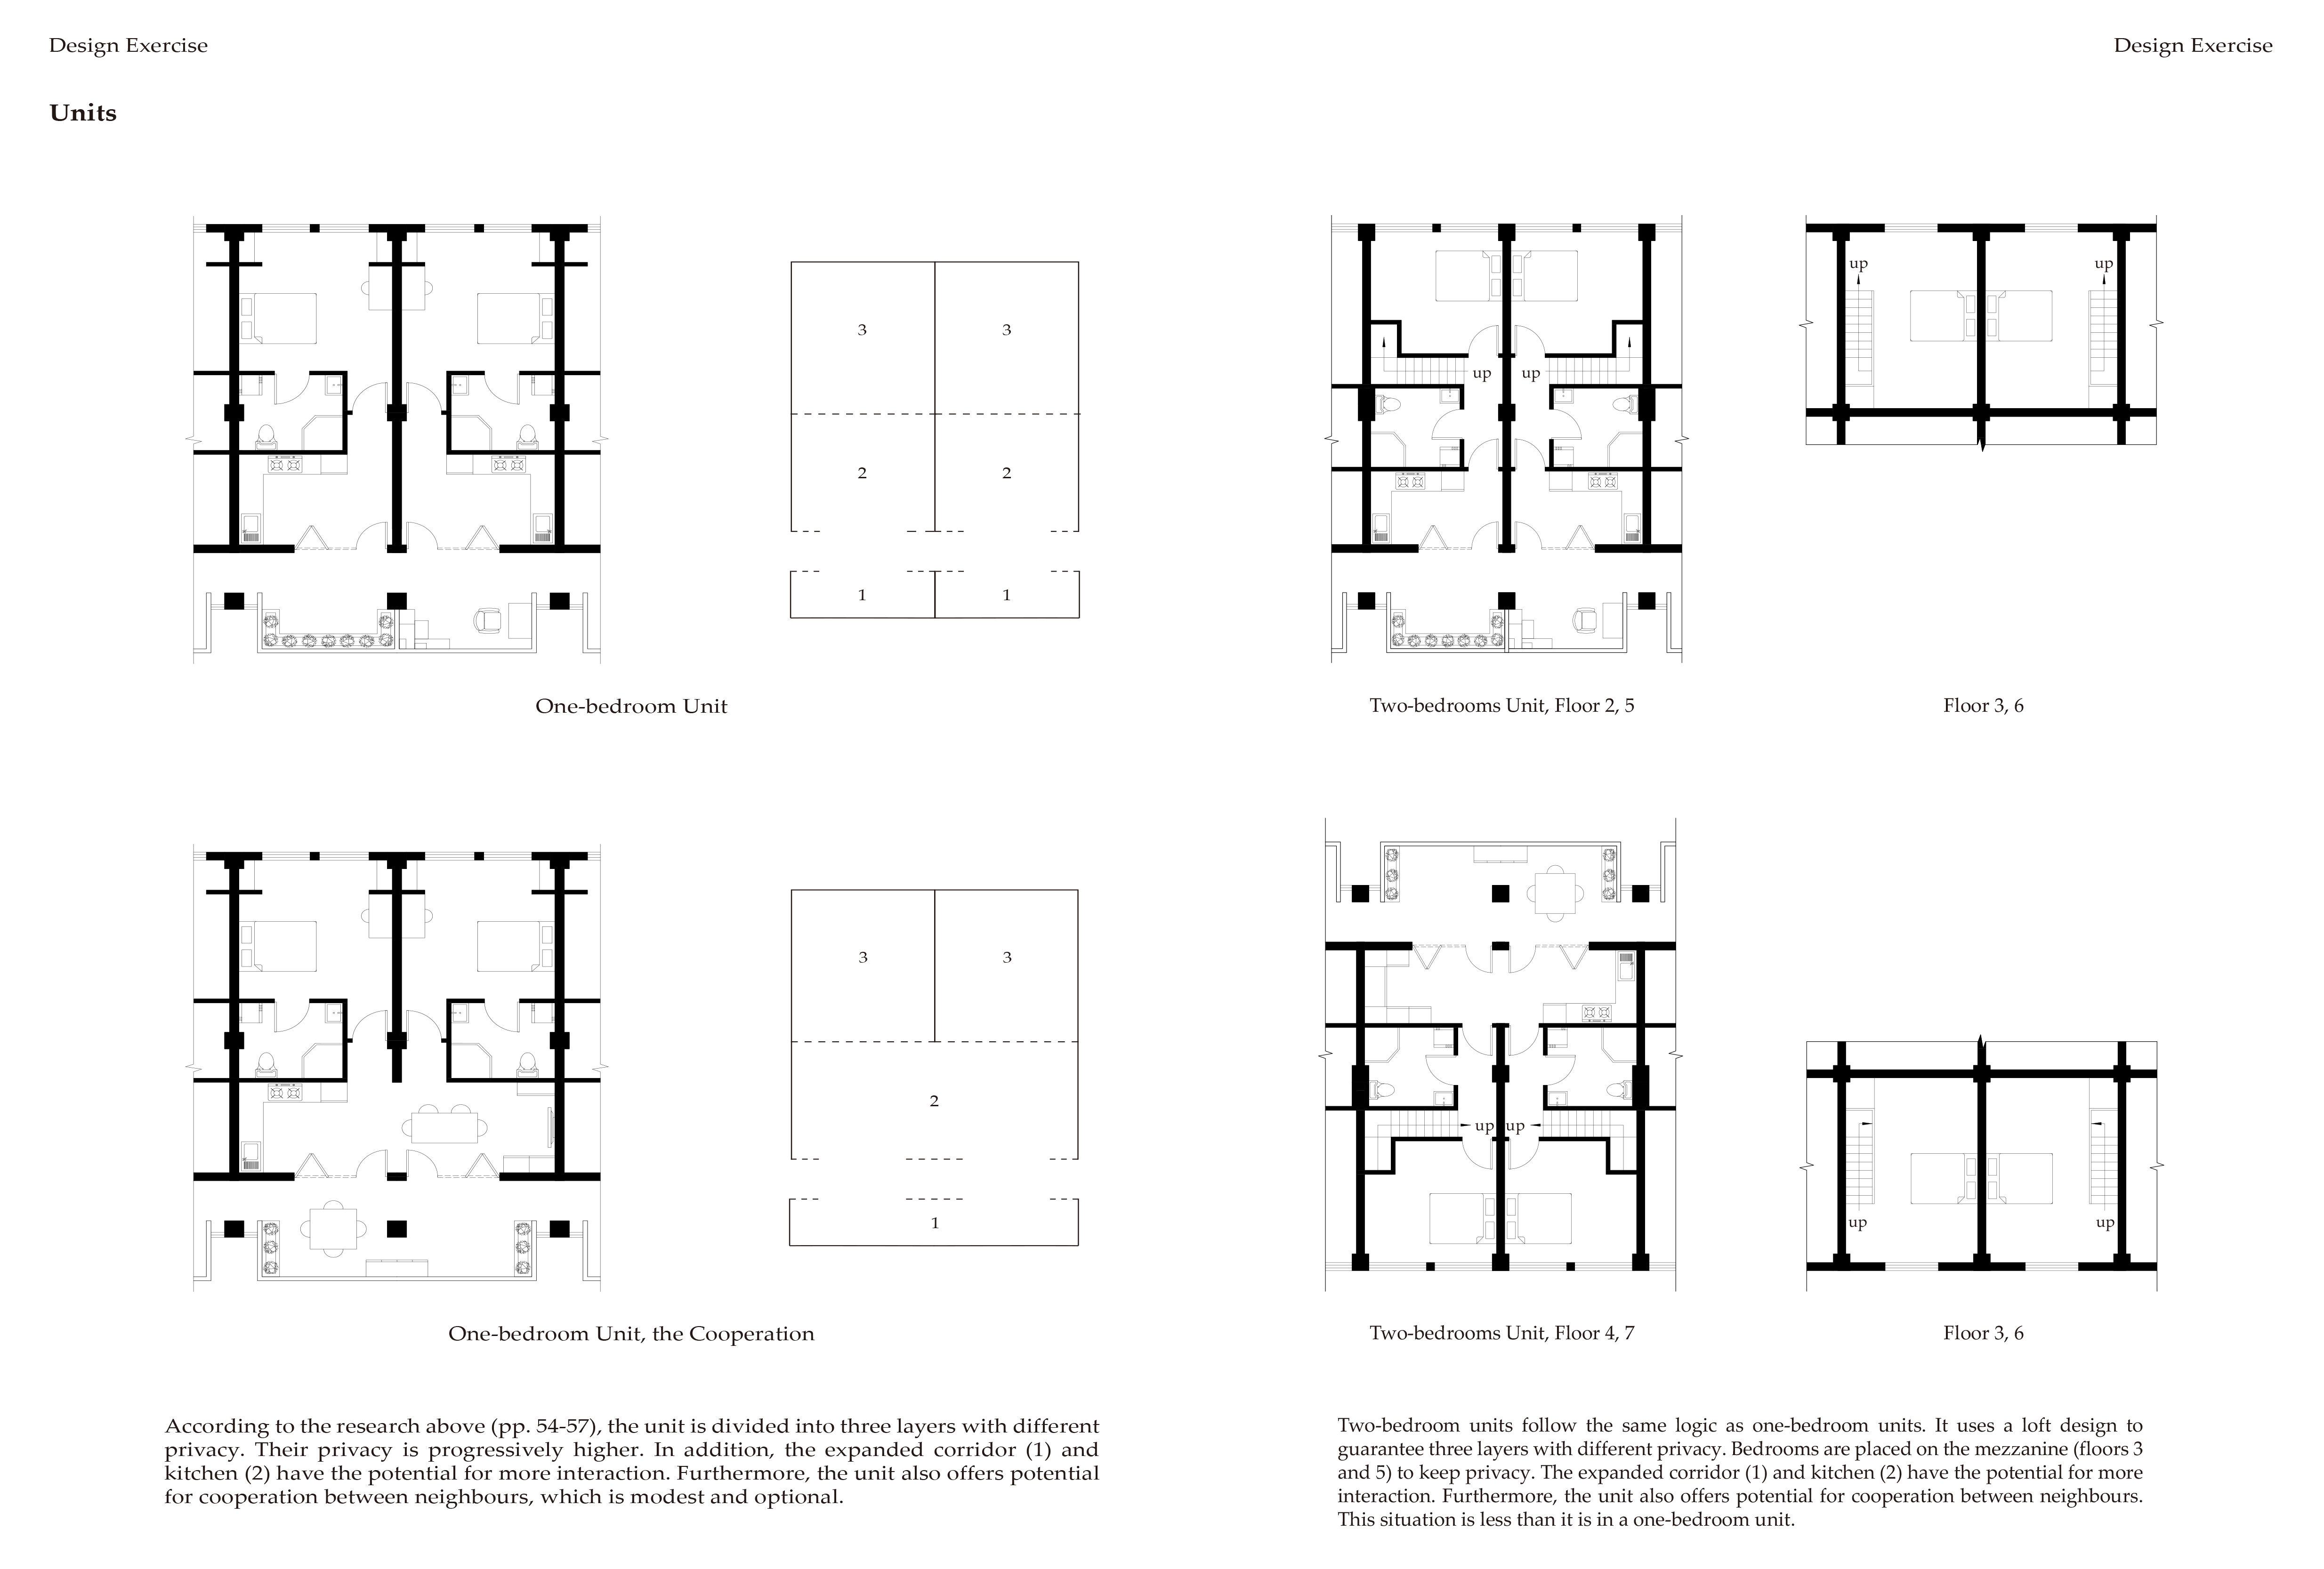 Design Exercise
Design Exercise
Units
3 3
2 2
1 1
One-bedroom Unit
up up
Two-bedrooms Unit, Floor 2, 5
up up
Floor 3, 6
3 3
2
1
One-bedroom Unit, the Cooperation
up up
Two-bedrooms Unit, Floor 4, 7
up up
Floor 3, 6
According to the research above (pp. 54-57), the unit is divided into three layers with different
privacy. Their privacy is progressively higher. In addition, the expanded corridor (1) and
kitchen (2) have the potential for more interaction. Furthermore, the unit also offers potential
for cooperation between neighbours, which is modest and optional.
Two-bedroom units follow the same logic as one-bedroom units. It uses a loft design to
guarantee three layers with different privacy. Bedrooms are placed on the mezzanine (floors 3
and 5) to keep privacy. The expanded corridor (1) and kitchen (2) have the potential for more
interaction. Furthermore, the unit also offers potential for cooperation between neighbours.
This situation is less than it is in a one-bedroom unit.